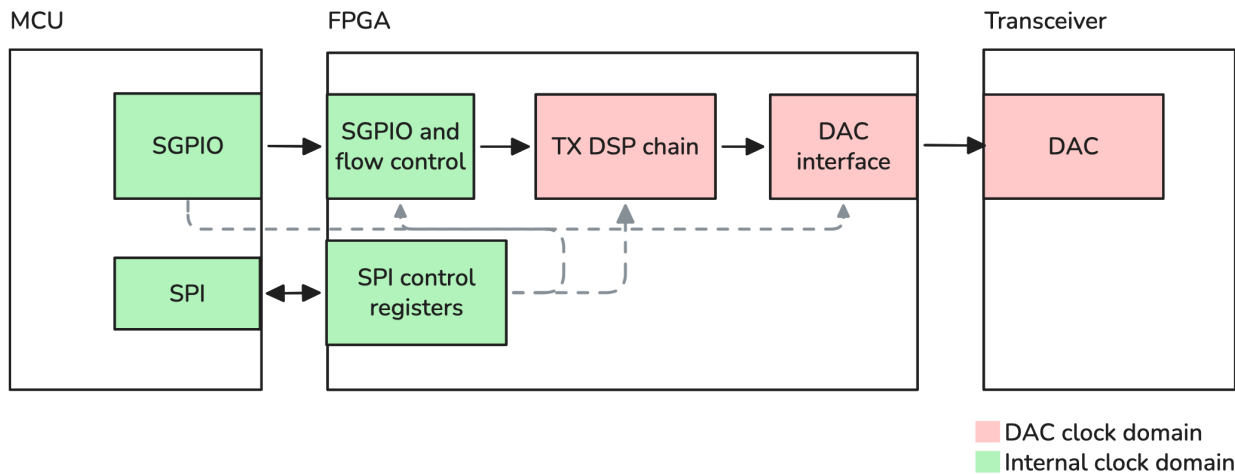 MCU
FPGA
Transceiver
SGPIO
SGPIO and
flow control
TX DSP chain
DAC
interface
DAC
SPI
SPI control
registers
DAC clock domain
Internal clock domain